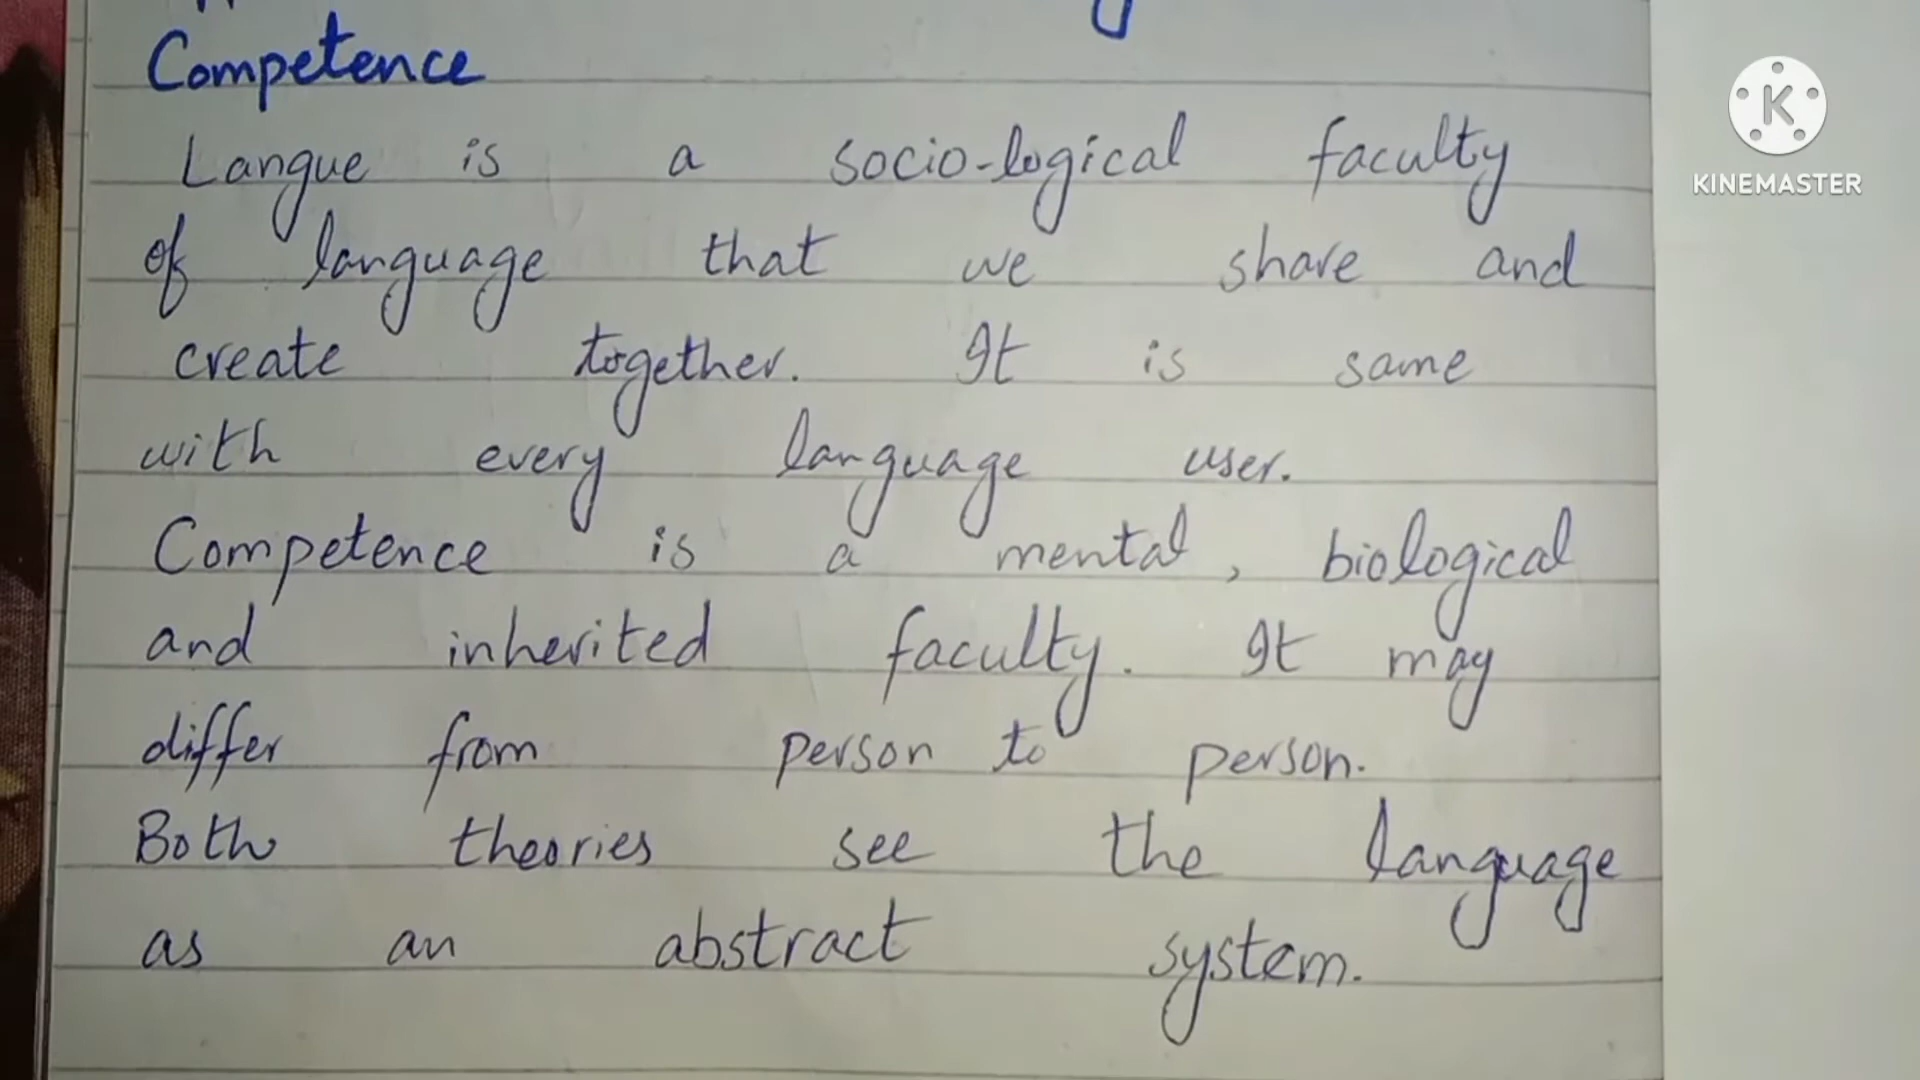 Competence
Langue is a socio-logical faculty
of language that we share and
create together. It is same
with every language user.
Competence is a mental, biological
and inherited faculty. It may
differ from person to person.
Both theories see the language
as an abstract system.
K
KINEMASTER